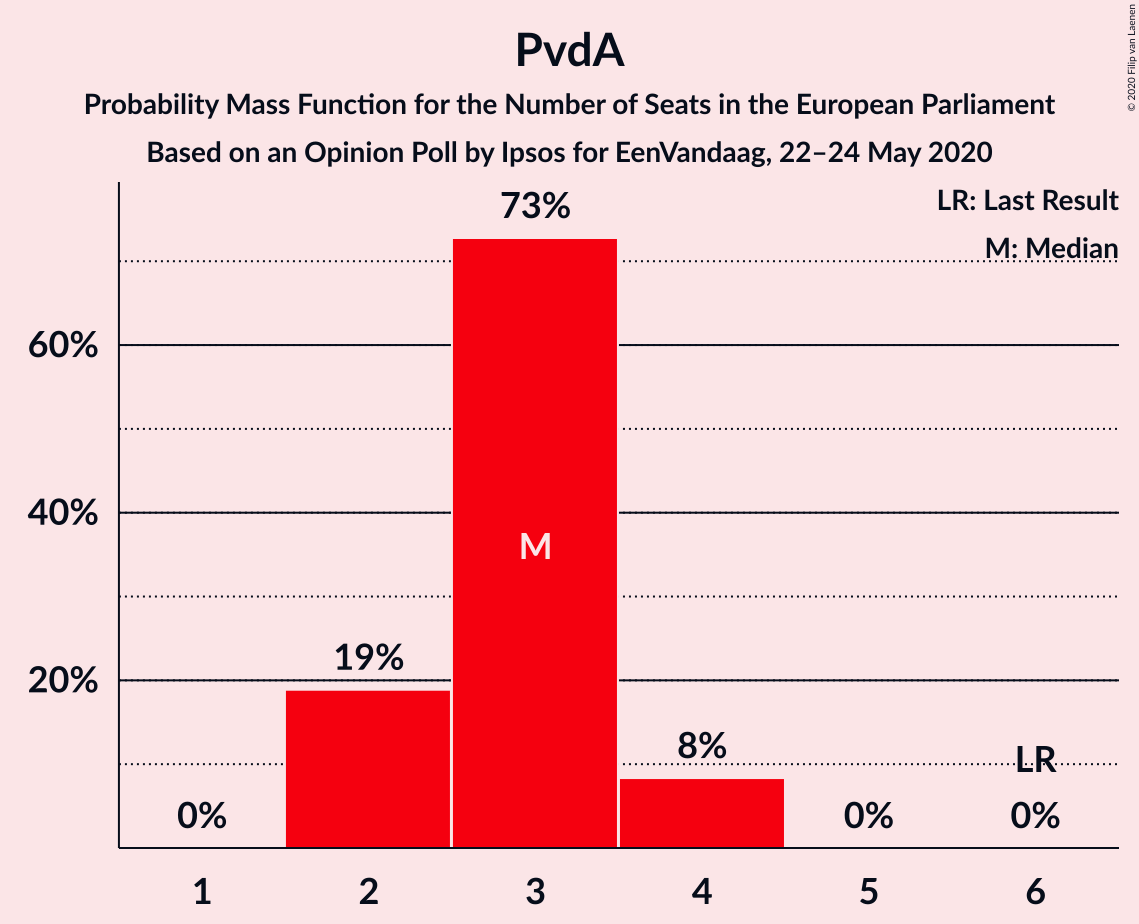 PvdA
Probability Mass Function for the Number of Seats in the European Parliament
Based on an Opinion Poll by Ipsos for EenVandaag, 22–24 May 2020
© 2020 Filip van Laenen
LR: Last Result
M: Median
73%
60%
40%
M
19%
20%
8%
LR
0%
0%
0%
1 2 3 4 5 6